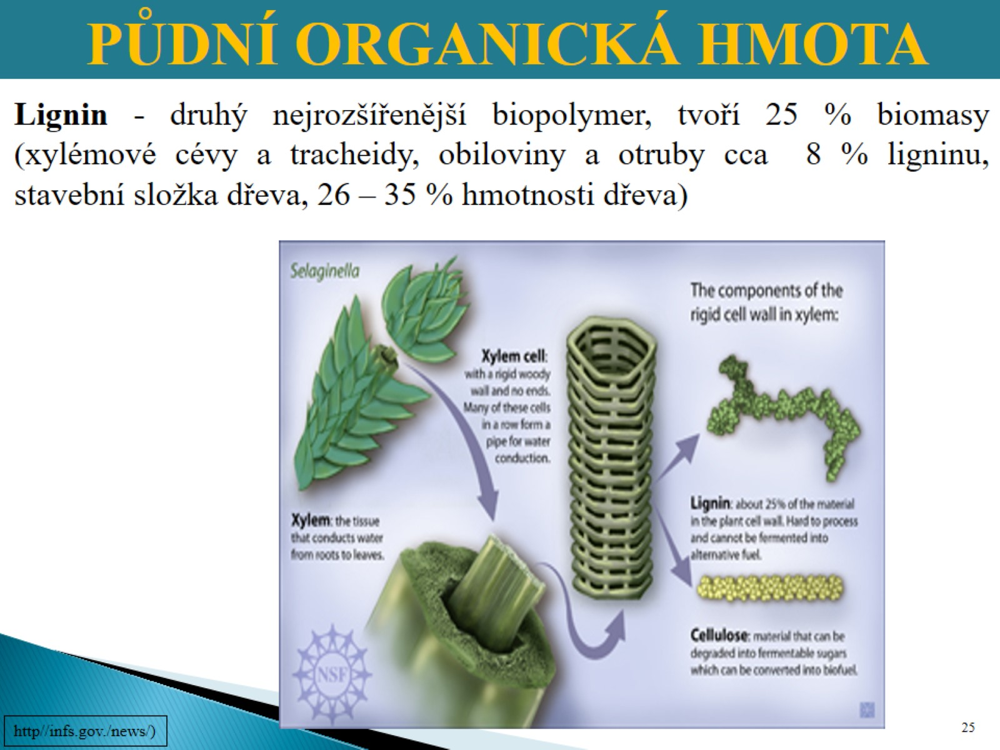 PŮDNÍ ORGANICKÁ HMOTA
Lignin - druhý nejrozšířenější biopolymer, tvoří 25 % biomasy
(xylémové cévy a tracheidy, obiloviny a otruby cca 8 % ligninu,
stavební složka dřeva, 26 – 35 % hmotnosti dřeva)
Selaginella
The components of the
rigid cell wall in xylem:
Xylem cell:
with a rigid woody
wall and no ends.
Many of these cells
in a row form a
pipe for water
conduction.
Xylem: the tissue
that conducts water
from roots to leaves.
Lignin: about 25% of the material
in the plant cell wall. Hard to process
and cannot be fermented into
alternative fuel.
Cellulose: material that can be
degraded into fermentable sugars
which can be converted into biofuel.
NSF
http//infs.gov./news/)
25